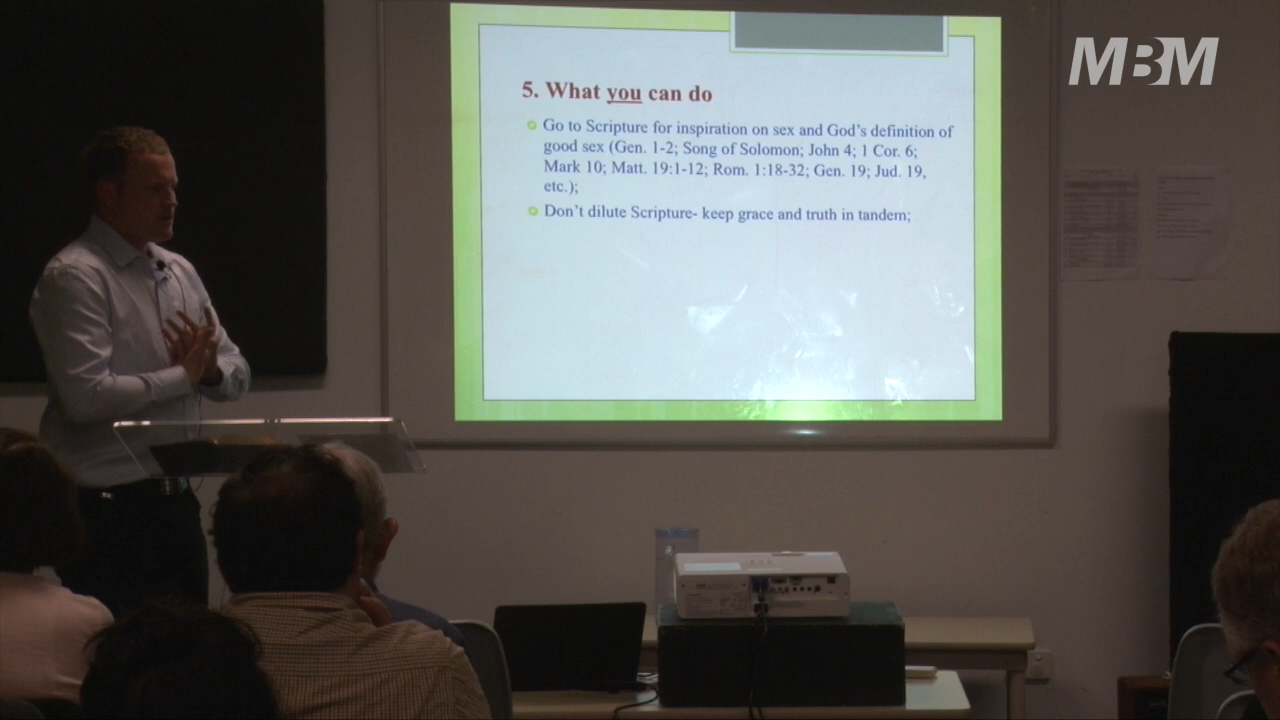 MBM
5. What you can do
Go to Scripture for inspiration on sex and God's definition of
good sex (Gen. 1-2; Song of Solomon; John 4; 1 Cor. 6;
Mark 10; Matt. 19:1-12; Rom. 1:18-32; Gen. 19; Jud. 19,
etc.);
Don't dilute Scripture- keep grace and truth in tandem;